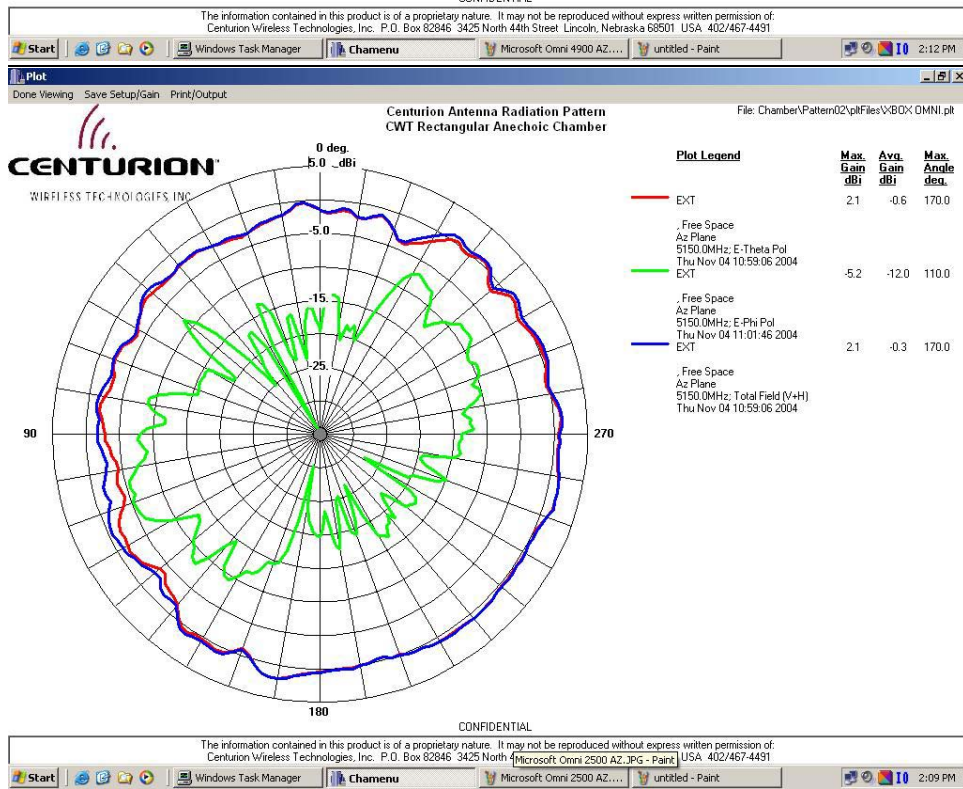 CONFIDENTIAL
The information contained in this product is of a proprietary nature. It may not be reproduced without express written permission of:
Centurion Wireless Technologies, Inc. P.O. Box 82846 3425 North 44th Street Lincoln, Nebraska 68501 USA 402/467-4491
Start Windows Task Manager Chamenu Microsoft Omni 4900 AZ.... untitled - Paint 2:12 PM
Plot
Done Viewing Save Setup/Gain Print/Output
Centurion Antenna Radiation Pattern
CWT Rectangular Anechoic Chamber
File: Chamber\Pattern02\pltFiles\XBOX OMNI.plt
CENTURION
WIRELESS TECHNOLOGIES, INC.
0 deg.
5.0 dBi
-5.0
-15.
-25.
90
270
180
Plot Legend Max. Gain dBi Avg. Gain dBi Max. Angle deg.
EXT 2.1 -0.6 170.0
, Free Space
Az Plane
5150.0MHz; E-Theta Pol
Thu Nov 04 10:59:06 2004
EXT -5.2 -12.0 110.0
, Free Space
Az Plane
5150.0MHz; E-Phi Pol
Thu Nov 04 11:01:46 2004
EXT 2.1 -0.3 170.0
, Free Space
Az Plane
5150.0MHz; Total Field (V+H)
Thu Nov 04 10:59:06 2004
CONFIDENTIAL
The information contained in this product is of a proprietary nature. It may not be reproduced without express written permission of:
Centurion Wireless Technologies, Inc. P.O. Box 82846 3425 North 4 USA 402/467-4491
Microsoft Omni 2500 AZ.JPG - Paint
Start Windows Task Manager Chamenu Microsoft Omni 2500 AZ.... untitled - Paint 2:09 PM